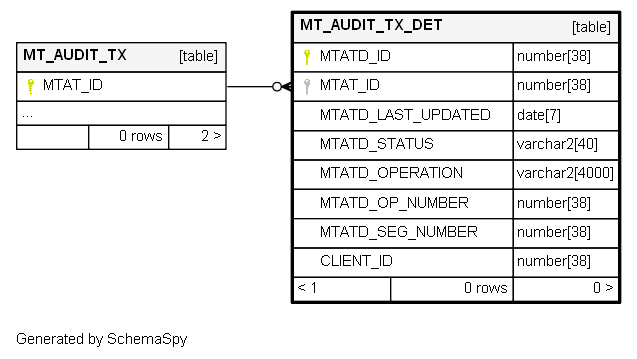 MT_AUDIT_TX [table]
MTAT_ID
...
0 rows 2 >
MT_AUDIT_TX_DET [table]
MTATD_ID number[38]
MTAT_ID number[38]
MTATD_LAST_UPDATED date[7]
MTATD_STATUS varchar2[40]
MTATD_OPERATION varchar2[4000]
MTATD_OP_NUMBER number[38]
MTATD_SEG_NUMBER number[38]
CLIENT_ID number[38]
< 1 0 rows 0 >
Generated by SchemaSpy